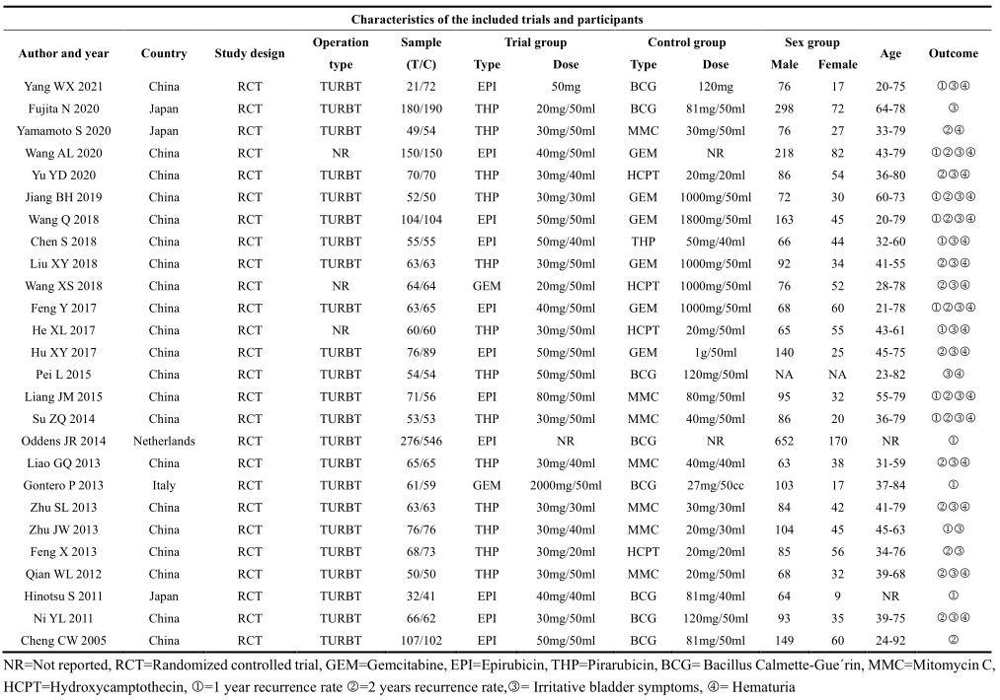 Characteristics of the included trials and participants
Author and year Country Study design Operation type Sample (T/C) Trial group Control group Sex group Age Outcome
Type Dose Type Dose Male Female
Yang WX 2021 China RCT TURBT 21/72 EPI 50mg BCG 120mg 76 17 20-75 ①③④
Fujita N 2020 Japan RCT TURBT 180/190 THP 20mg/50ml BCG 81mg/50ml 298 72 64-78 ③
Yamamoto S 2020 Japan RCT TURBT 49/54 THP 30mg/50ml MMC 30mg/50ml 76 27 33-79 ②④
Wang AL 2020 China RCT NR 150/150 EPI 40mg/50ml GEM NR 218 82 43-79 ①②③④
Yu YD 2020 China RCT TURBT 70/70 THP 30mg/40ml HCPT 20mg/20ml 86 54 36-80 ②③④
Jiang BH 2019 China RCT TURBT 52/50 THP 30mg/30ml GEM 1000mg/50ml 72 30 60-73 ①②③④
Wang Q 2018 China RCT TURBT 104/104 EPI 50mg/50ml GEM 1800mg/50ml 163 45 20-79 ①②③④
Chen S 2018 China RCT TURBT 55/55 EPI 50mg/40ml THP 50mg/40ml 66 44 32-60 ①③④
Liu XY 2018 China RCT TURBT 63/63 THP 30mg/50ml GEM 1000mg/50ml 92 34 41-55 ②③④
Wang XS 2018 China RCT NR 64/64 GEM 20mg/50ml HCPT 1000mg/50ml 76 52 28-78 ②③④
Feng Y 2017 China RCT TURBT 63/65 EPI 40mg/50ml GEM 1000mg/50ml 68 60 21-78 ①②③④
He XL 2017 China RCT NR 60/60 THP 30mg/50ml HCPT 20mg/50ml 65 55 43-61 ①③④
Hu XY 2017 China RCT TURBT 76/89 EPI 50mg/50ml GEM 1g/50ml 140 25 45-75 ②③④
Pei L 2015 China RCT TURBT 54/54 THP 50mg/50ml BCG 120mg/50ml NA NA 23-82 ③④
Liang JM 2015 China RCT TURBT 71/56 EPI 80mg/50ml MMC 80mg/50ml 95 32 55-79 ①②③④
Su ZQ 2014 China RCT TURBT 53/53 THP 30mg/50ml MMC 40mg/50ml 86 20 36-79 ①②③④
Oddens JR 2014 Netherlands RCT TURBT 276/546 EPI NR BCG NR 652 170 NR ①
Liao GQ 2013 China RCT TURBT 65/65 THP 30mg/40ml MMC 40mg/40ml 63 38 31-59 ②③④
Gontero P 2013 Italy RCT TURBT 61/59 GEM 2000mg/50ml BCG 27mg/50cc 103 17 37-84 ①
Zhu SL 2013 China RCT TURBT 63/63 THP 30mg/30ml MMC 30mg/30ml 84 42 41-79 ②③④
Zhu JW 2013 China RCT TURBT 76/76 THP 30mg/40ml MMC 20mg/30ml 104 45 45-63 ①③
Feng X 2013 China RCT TURBT 68/73 THP 30mg/20ml HCPT 20mg/20ml 85 56 34-76 ②③
Qian WL 2012 China RCT TURBT 50/50 THP 30mg/50ml MMC 20mg/50ml 68 32 39-68 ②③④
Hinotsu S 2011 Japan RCT TURBT 32/41 EPI 40mg/40ml BCG 81mg/40ml 64 9 NR ①
Ni YL 2011 China RCT TURBT 66/62 EPI 30mg/50ml BCG 120mg/50ml 93 35 39-75 ②③④
Cheng CW 2005 China RCT TURBT 107/102 EPI 50mg/50ml BCG 81mg/50ml 149 60 24-92 ②
NR=Not reported, RCT=Randomized controlled trial, GEM=Gemcitabine, EPI=Epirubicin, THP=Pirarubicin, BCG= Bacillus Calmette-Gue´rin, MMC=Mitomycin C,
HCPT=Hydroxycamptothecin, ①=1 year recurrence rate ②=2 years recurrence rate,③= Irritative bladder symptoms, ④= Hematuria